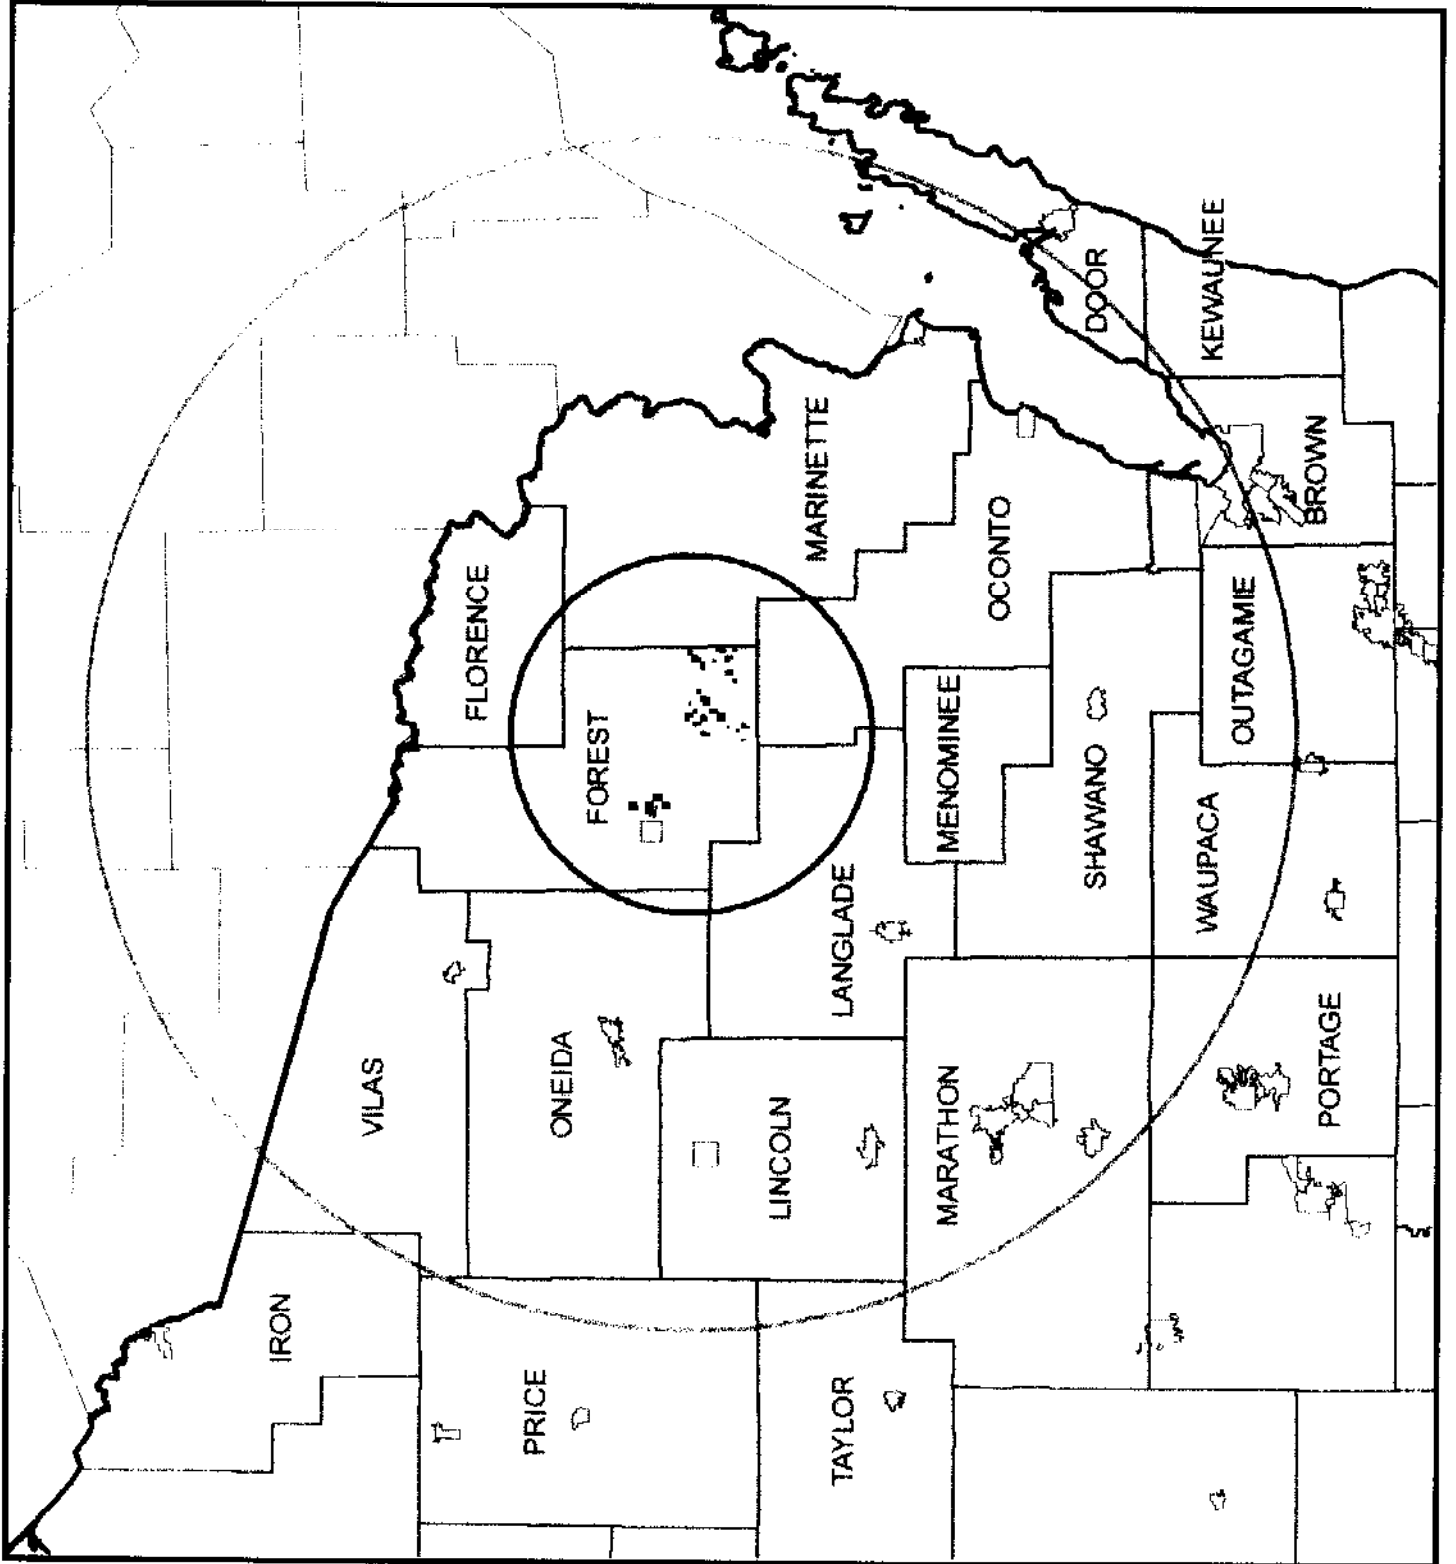 IRON
VILAS
FLORENCE
PRICE
ONEIDA
FOREST
TAYLOR
LINCOLN
LANGLADE
MARINETTE
MARATHON
MENOMINEE
OCONTO
SHAWANO
DOOR
WAUPACA
OUTAGAMIE
KEWAUNEE
PORTAGE
BROWN